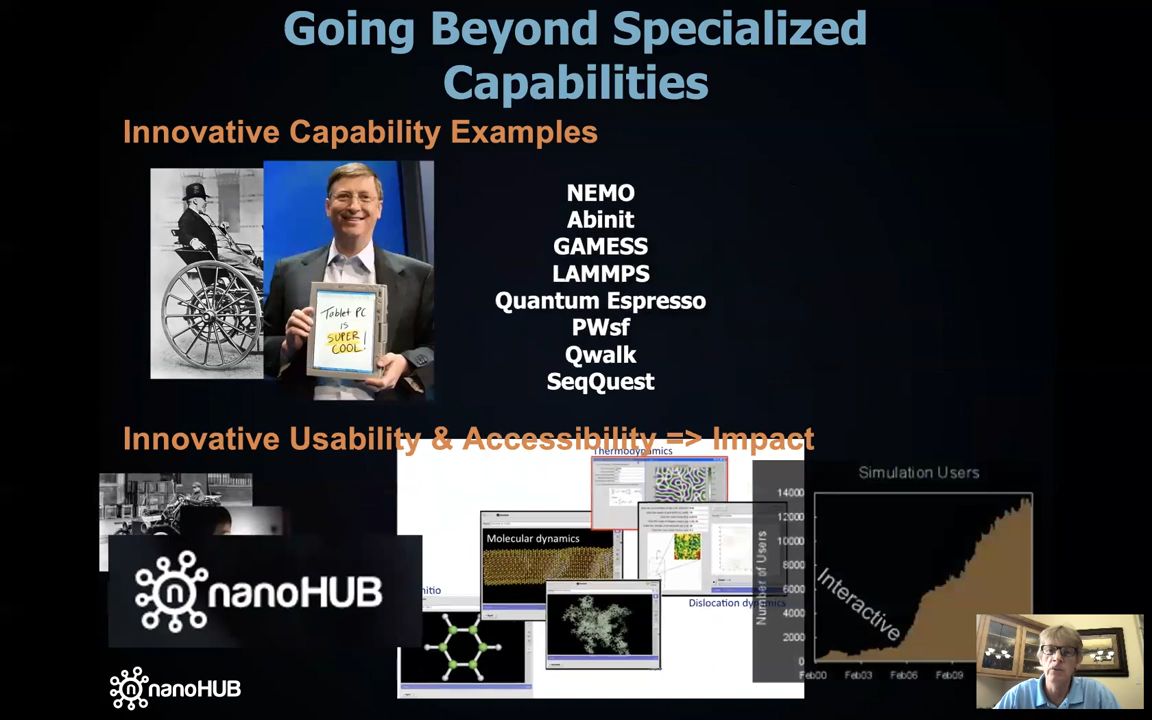 Going Beyond Specialized
Capabilities
Innovative Capability Examples
Tablet PC
is
SUPER
COOL!
NEMO
Abinit
GAMESS
LAMMPS
Quantum Espresso
PWsf
Qwalk
SeqQuest
Innovative Usability & Accessibility => Impact
Thermodynamics
Molecular dynamics
Dislocation dynamics
nitio
n nanoHUB
Simulation Users
Number of Users
14000
12000
10000
8000
6000
4000
2000
0
Interactive
Feb00 Feb03 Feb06 Feb09
n nanoHUB